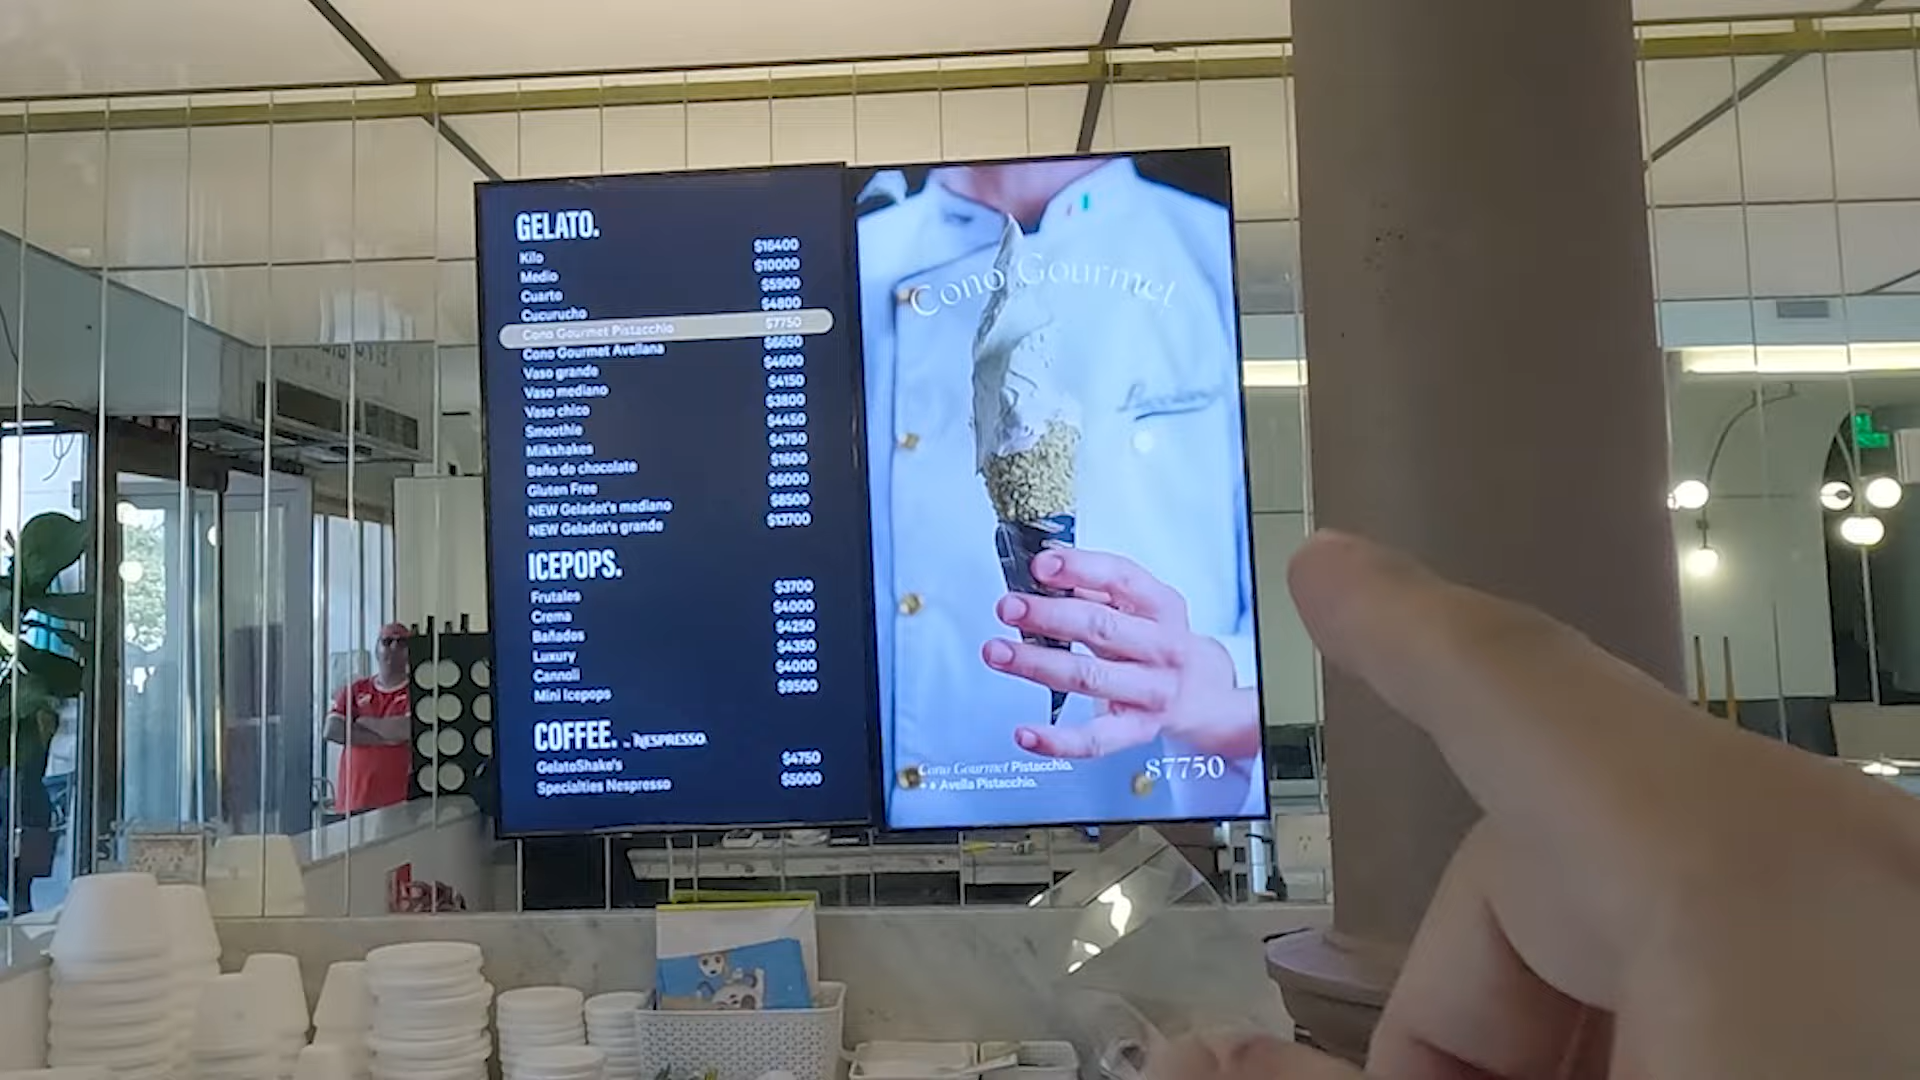 GELATO.
Kilo $16400
Medio $10000
Cuarto $5900
Cucurucho $4800
Cono Gourmet Pistacchio $7750
Cono Gourmet Avellana $6650
Vaso grande $4600
Vaso mediano $4150
Vaso chico $3800
Smoothie $4450
Milkshakes $4750
Baño de chocolate $1600
Gluten Free $6000
NEW Geladot's mediano $8500
NEW Geladot's grande $13700
ICEPOPS.
Frutales $3700
Crema $4000
Bañados $4250
Luxury $4350
Cannoli $4000
Mini Icepops $9500
COFFEE. NESPRESSO.
GelatoShake's $4750
Specialties Nespresso $5000
Cono Gourmet
Cono Gourmet Pistacchio.
Avella Pistacchio.
$7750